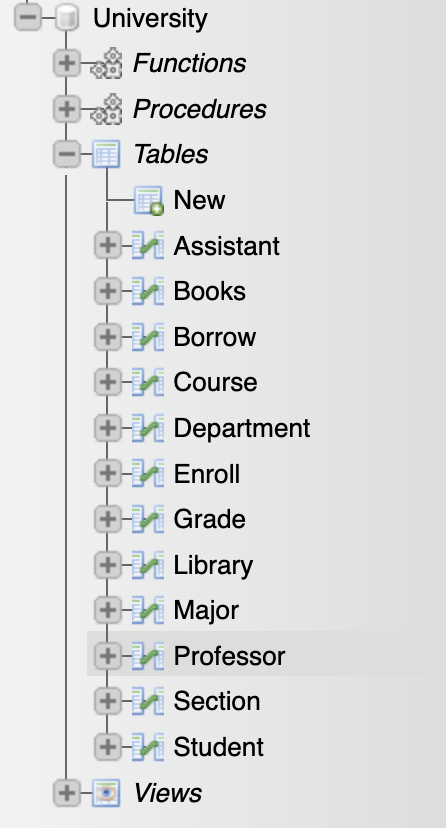 University
Functions
Procedures
Tables
New
Assistant
Books
Borrow
Course
Department
Enroll
Grade
Library
Major
Professor
Section
Student
Views